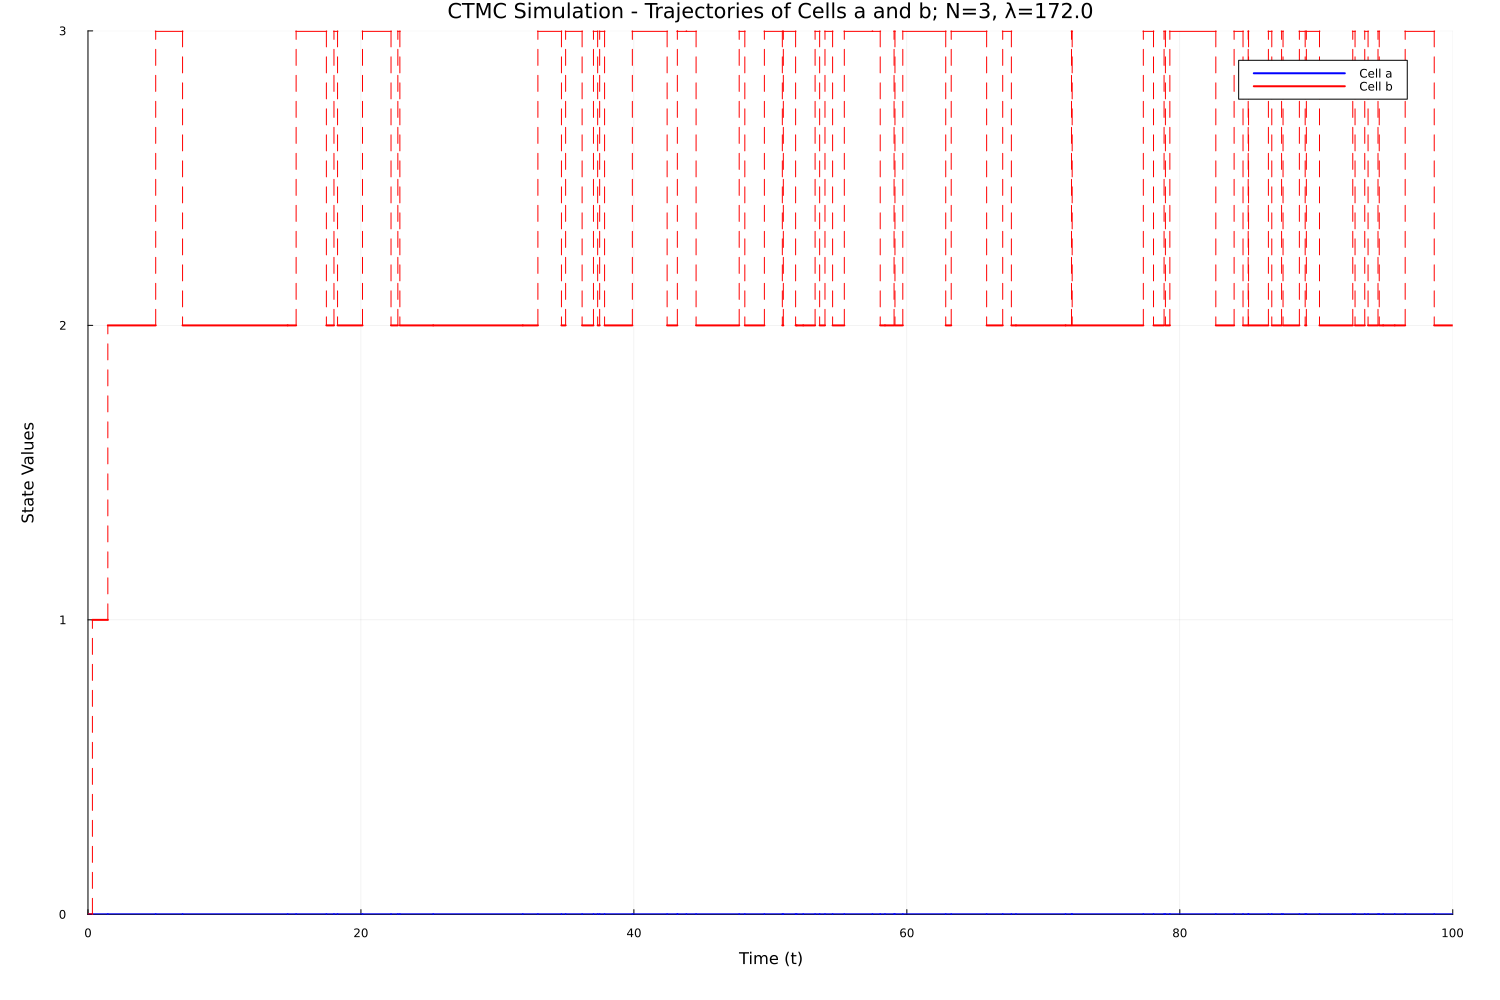 CTMC Simulation - Trajectories of Cells a and b; N=3, λ=172.0
3
Cell a
Cell b
2
State Values
1
0
0 20 40 60 80 100
Time (t)